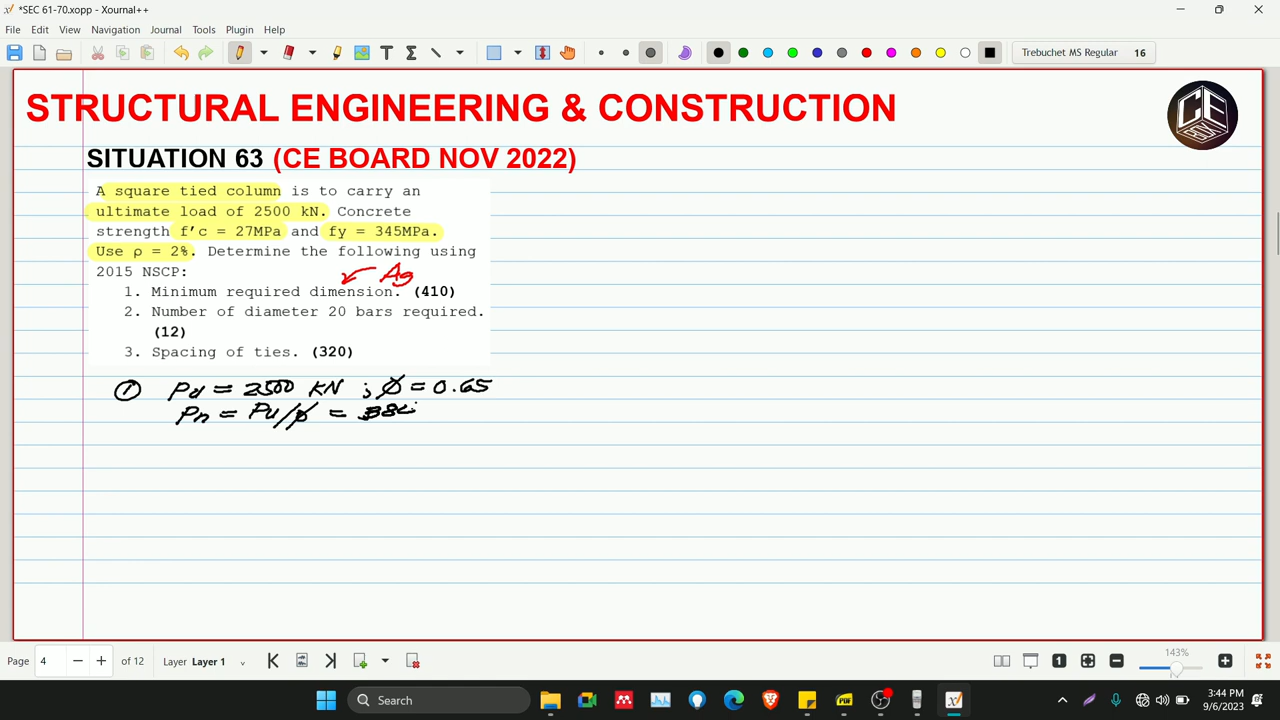 *SEC 61-70.xopp - Xournal++
File Edit View Navigation Journal Tools Plugin Help
Trebuchet MS Regular 16
STRUCTURAL ENGINEERING & CONSTRUCTION
SITUATION 63 (CE BOARD NOV 2022)
A square tied column is to carry an
ultimate load of 2500 kN. Concrete
strength f'c = 27MPa and fy = 345MPa.
Use ρ = 2%. Determine the following using
2015 NSCP:
Ag
1. Minimum required dimension. (410)
2. Number of diameter 20 bars required.
(12)
3. Spacing of ties. (320)
① Pu = 2500 KN ; Ø = 0.65
Pn = Pu/Ø =
Page 4 of 12 Layer Layer 1
143%
Search
3:44 PM
9/6/2023